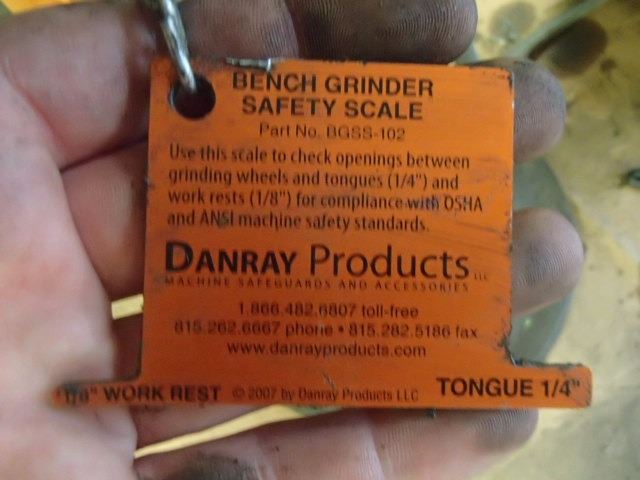 BENCH GRINDER
SAFETY SCALE
Part No. BGSS-102
Use this scale to check openings between
grinding wheels and tongues (1/4") and
work rests (1/8") for compliance with OSHA
and ANSI machine safety standards.
DANRAY Products LLC
MACHINE SAFEGUARDS AND ACCESSORIES
1.866.482.6807 toll-free
815.262.6667 phone • 815.282.5186 fax
www.danrayproducts.com
1/8" WORK REST © 2007 by Danray Products LLC TONGUE 1/4"